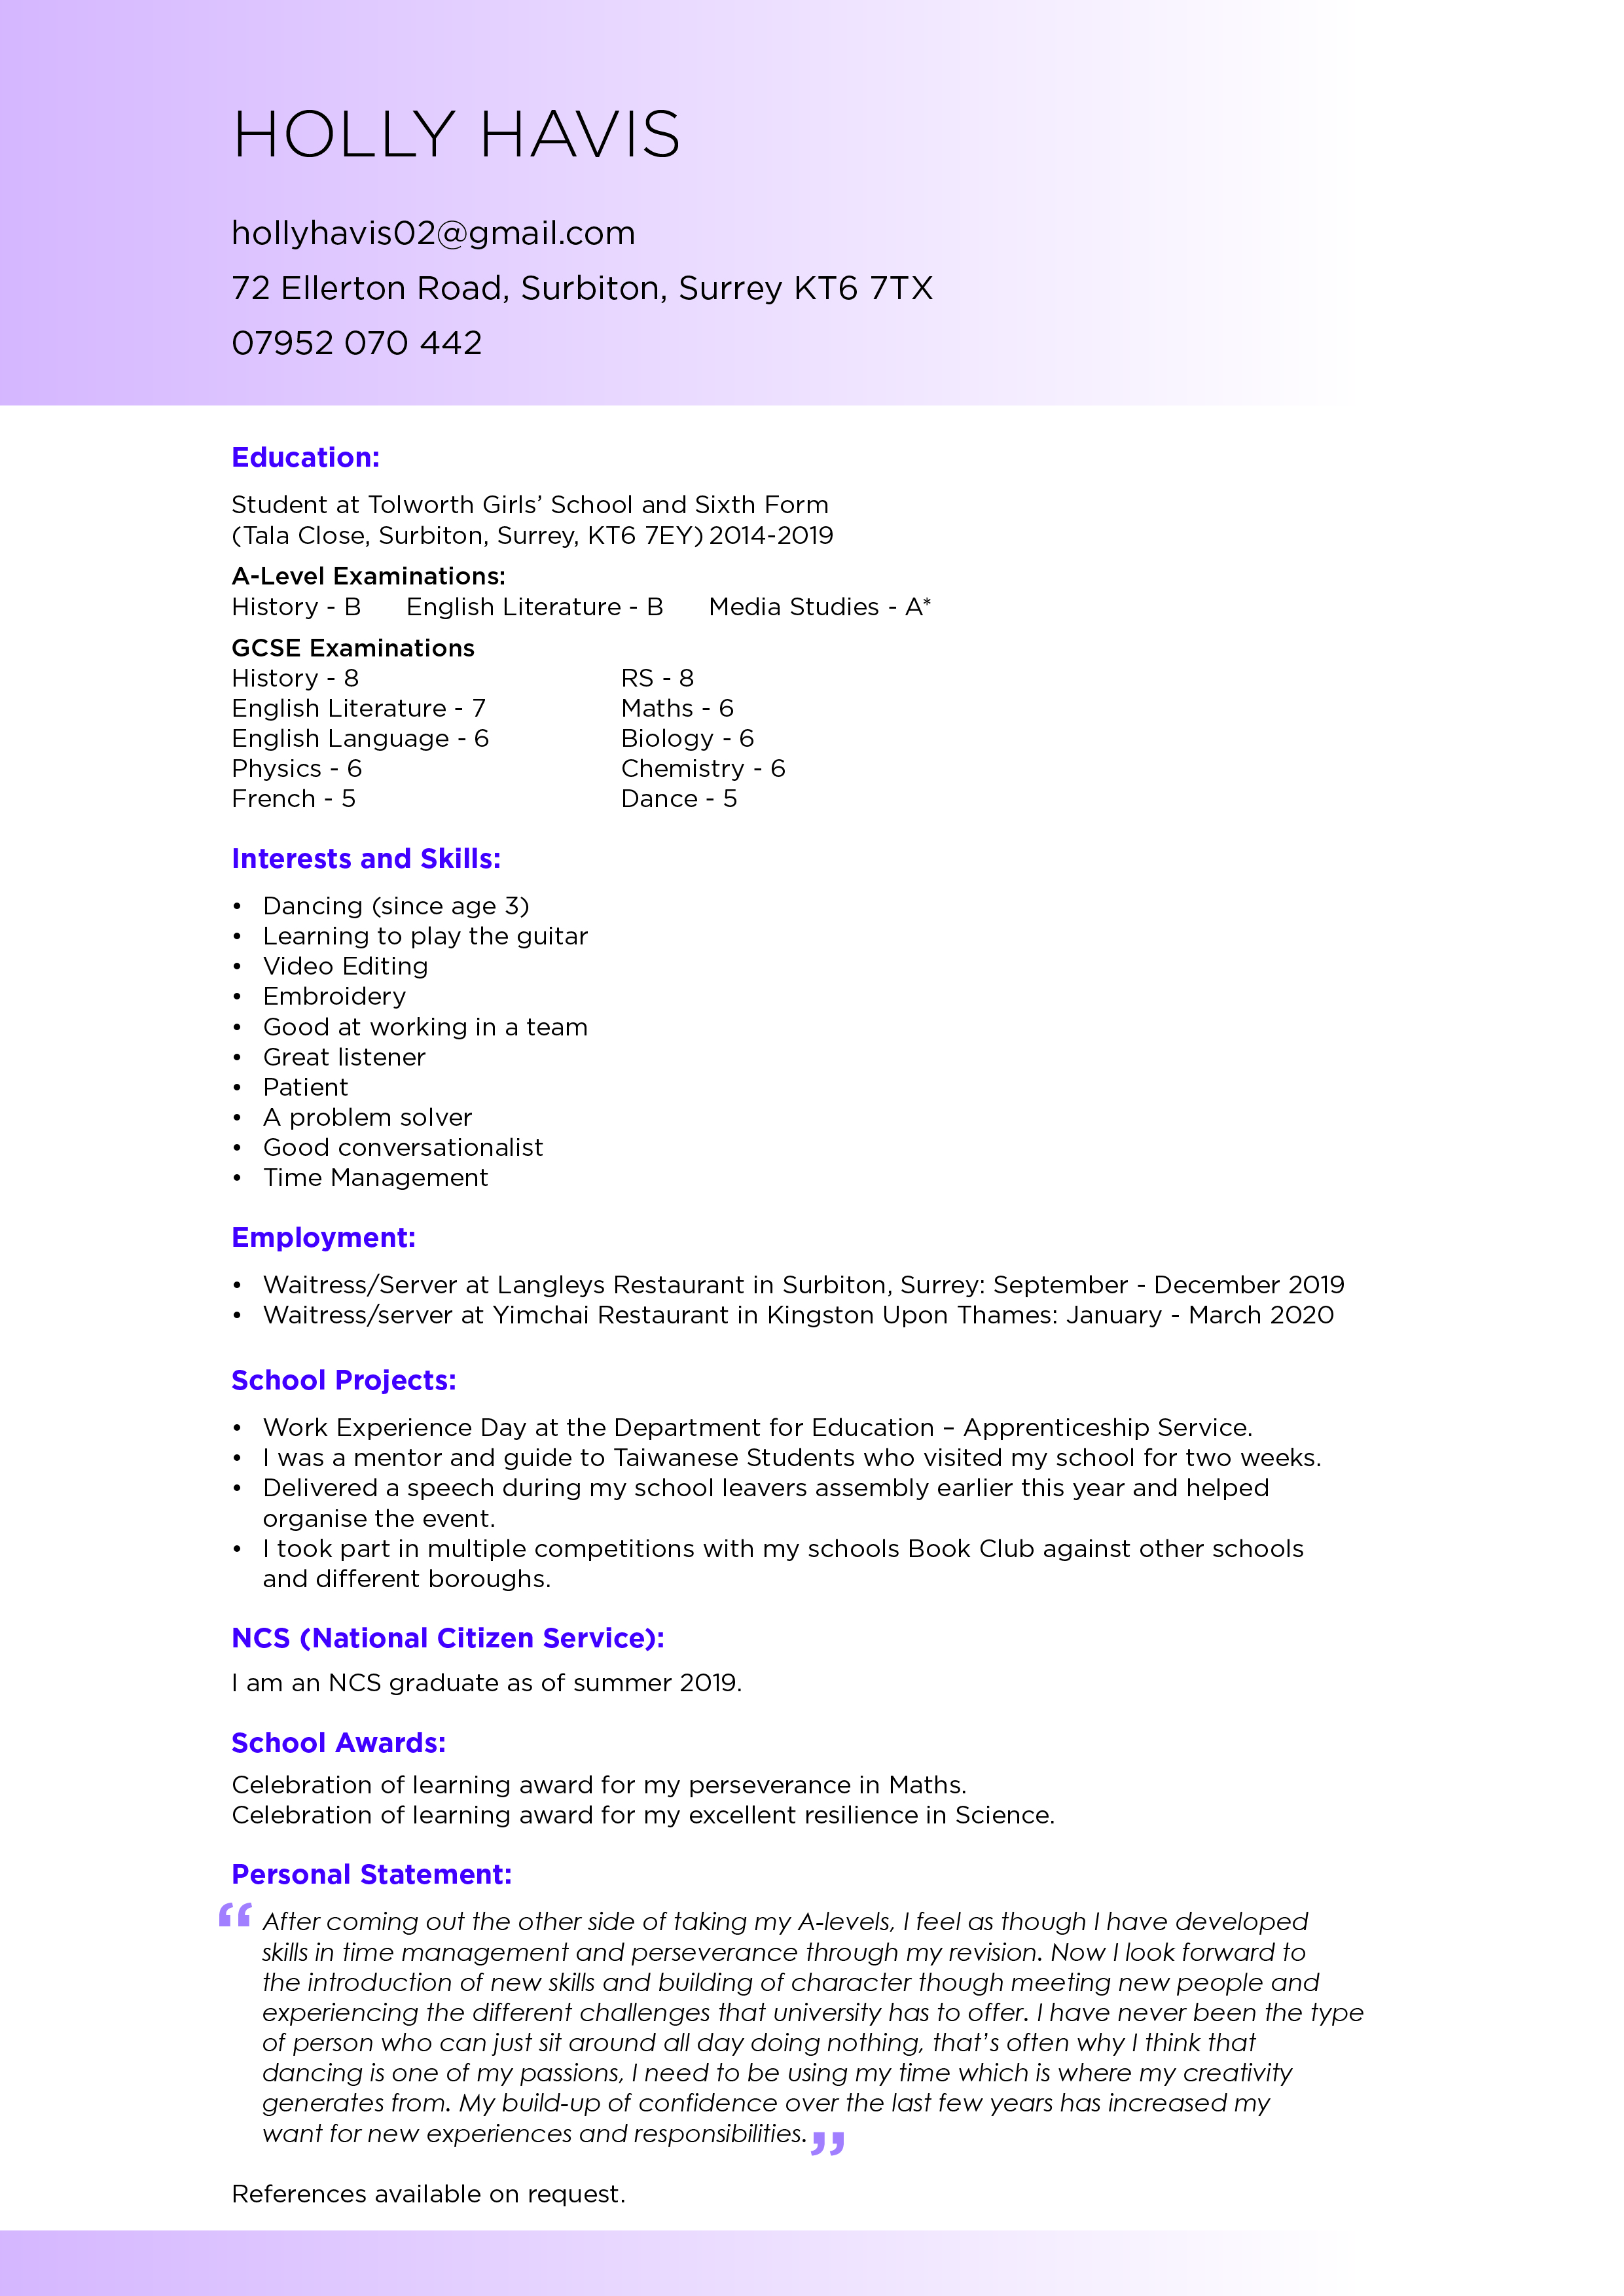 HOLLY HAVIS
hollyhavis02@gmail.com
72 Ellerton Road, Surbiton, Surrey KT6 7TX
07952 070 442
Education:
Student at Tolworth Girls’ School and Sixth Form
(Tala Close, Surbiton, Surrey, KT6 7EY) 2014-2019
A-Level Examinations:
History - B English Literature - B Media Studies - A*
GCSE Examinations
History - 8 RS - 8
English Literature - 7 Maths - 6
English Language - 6 Biology - 6
Physics - 6 Chemistry - 6
French - 5 Dance - 5
Interests and Skills:
• Dancing (since age 3)
• Learning to play the guitar
• Video Editing
• Embroidery
• Good at working in a team
• Great listener
• Patient
• A problem solver
• Good conversationalist
• Time Management
Employment:
• Waitress/Server at Langleys Restaurant in Surbiton, Surrey: September - December 2019
• Waitress/server at Yimchai Restaurant in Kingston Upon Thames: January - March 2020
School Projects:
• Work Experience Day at the Department for Education – Apprenticeship Service.
• I was a mentor and guide to Taiwanese Students who visited my school for two weeks.
• Delivered a speech during my school leavers assembly earlier this year and helped
organise the event.
• I took part in multiple competitions with my schools Book Club against other schools
and different boroughs.
NCS (National Citizen Service):
I am an NCS graduate as of summer 2019.
School Awards:
Celebration of learning award for my perseverance in Maths.
Celebration of learning award for my excellent resilience in Science.
Personal Statement:
“ After coming out the other side of taking my A-levels, I feel as though I have developed
skills in time management and perseverance through my revision. Now I look forward to
the introduction of new skills and building of character though meeting new people and
experiencing the different challenges that university has to offer. I have never been the type
of person who can just sit around all day doing nothing, that’s often why I think that
dancing is one of my passions, I need to be using my time which is where my creativity
generates from. My build-up of confidence over the last few years has increased my
want for new experiences and responsibilities. ”
References available on request.